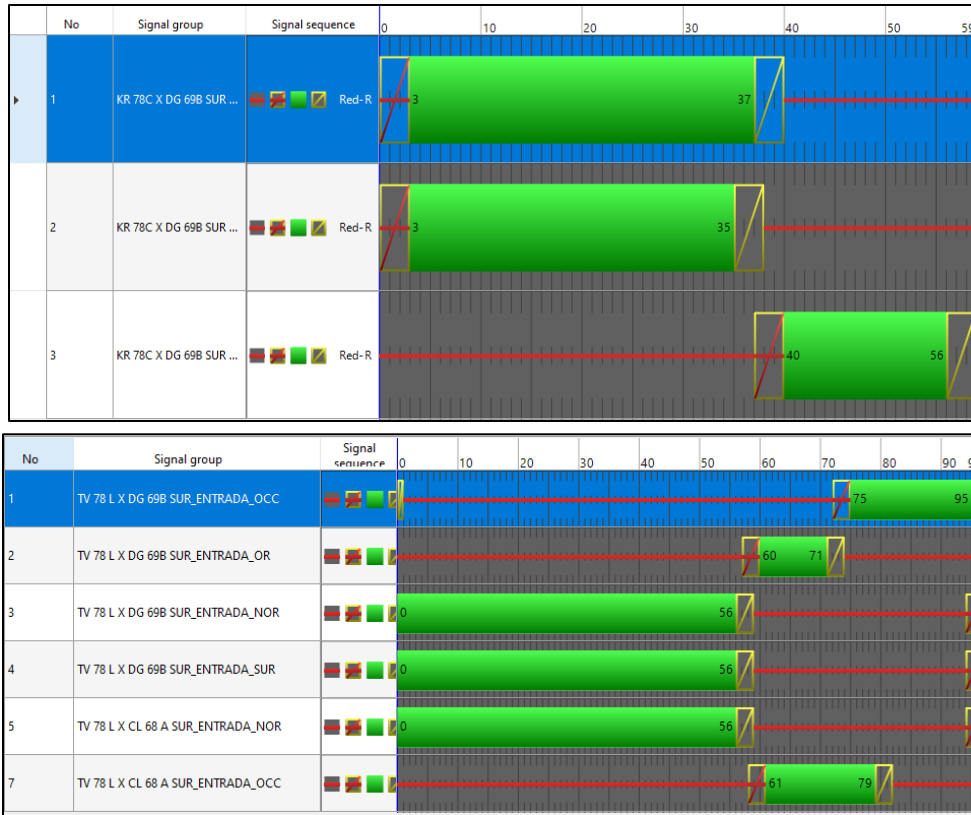 No Signal group Signal sequence 0 10 20 30 40 50 59
1 KR 78C X DG 69B SUR ... Red-R 3 37
2 KR 78C X DG 69B SUR ... Red-R 3 35
3 KR 78C X DG 69B SUR ... Red-R 40 56
No Signal group Signal sequence 0 10 20 30 40 50 60 70 80 90
1 TV 78 L X DG 69B SUR_ENTRADA_OCC 75 95
2 TV 78 L X DG 69B SUR_ENTRADA_OR 60 71
3 TV 78 L X DG 69B SUR_ENTRADA_NOR 0 56
4 TV 78 L X DG 69B SUR_ENTRADA_SUR 0 56
5 TV 78 L X CL 68 A SUR_ENTRADA_NOR 0 56
7 TV 78 L X CL 68 A SUR_ENTRADA_OCC 61 79